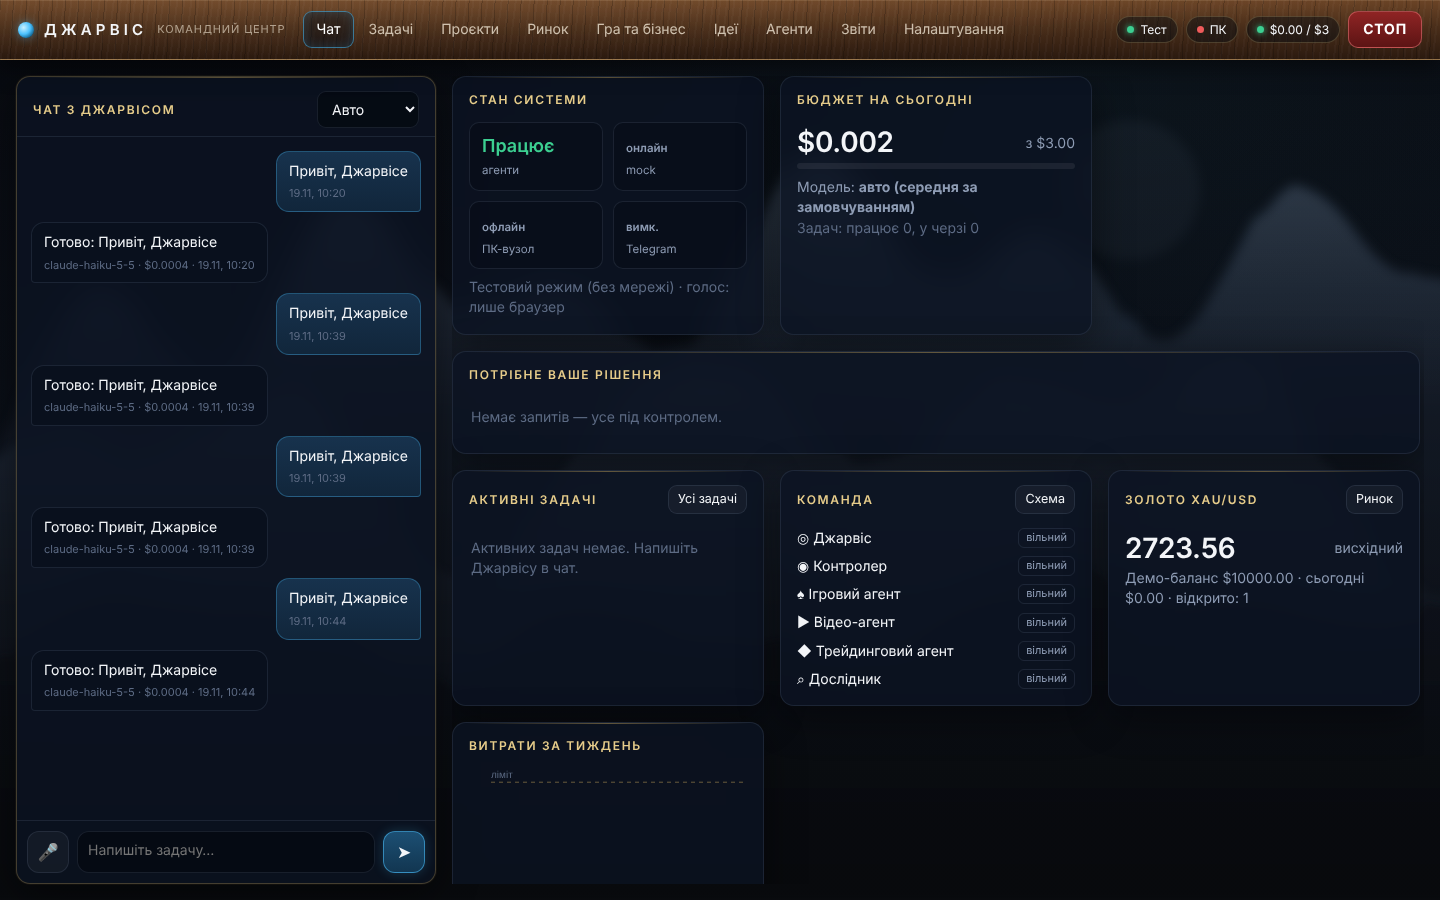 ДЖАРВІС
КОМАНДНИЙ ЦЕНТР
Чат
Задачі
Проєкти
Ринок
Гра та бізнес
Ідеї
Агенти
Звіти
Налаштування
Тест
ПК
$0.00 / $3
СТОП
ЧАТ З ДЖАРВІСОМ
Авто
Привіт, Джарвісе
19.11, 10:20
Готово: Привіт, Джарвісе
claude-haiku-5-5 · $0.0004 · 19.11, 10:20
Привіт, Джарвісе
19.11, 10:39
Готово: Привіт, Джарвісе
claude-haiku-5-5 · $0.0004 · 19.11, 10:39
Привіт, Джарвісе
19.11, 10:39
Готово: Привіт, Джарвісе
claude-haiku-5-5 · $0.0004 · 19.11, 10:39
Привіт, Джарвісе
19.11, 10:44
Готово: Привіт, Джарвісе
claude-haiku-5-5 · $0.0004 · 19.11, 10:44
Напишіть задачу...
СТАН СИСТЕМИ
Працює
агенти
онлайн
mock
офлайн
ПК-вузол
вимк.
Telegram
Тестовий режим (без мережі) · голос:
лише браузер
БЮДЖЕТ НА СЬОГОДНІ
$0.002
з $3.00
Модель: авто (середня за
замовчуванням)
Задач: працює 0, у черзі 0
ПОТРІБНЕ ВАШЕ РІШЕННЯ
Немає запитів — усе під контролем.
АКТИВНІ ЗАДАЧІ
Усі задачі
Активних задач немає. Напишіть
Джарвісу в чат.
КОМАНДА
Схема
Джарвіс
вільний
Контролер
вільний
Ігровий агент
вільний
Відео-агент
вільний
Трейдинговий агент
вільний
Дослідник
вільний
ЗОЛОТО XAU/USD
Ринок
2723.56
висхідний
Демо-баланс $10000.00 · сьогодні
$0.00 · відкрито: 1
ВИТРАТИ ЗА ТИЖДЕНЬ
ліміт